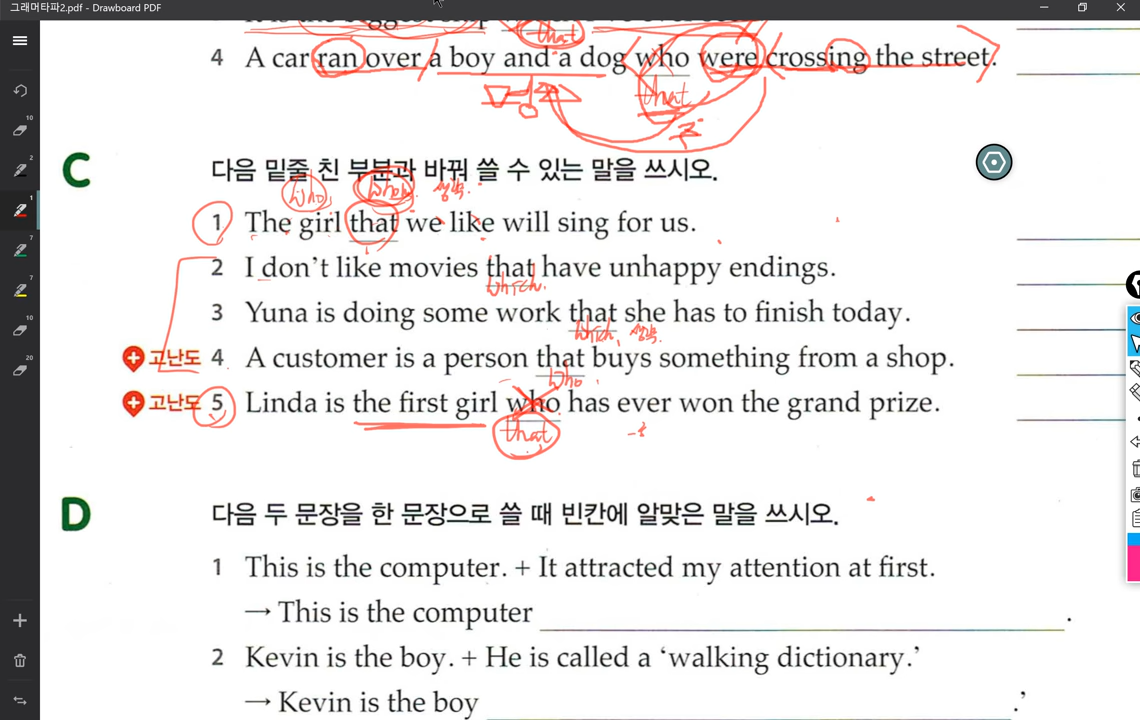 그래머타파2.pdf - Drawboard PDF
that
4 A car ran over a boy and a dog who were crossing the street.
that
C 다음 밑줄 친 부분과 바꿔 쓸 수 있는 말을 쓰시오.
who whom 생략
1 The girl that we like will sing for us.
2 I don't like movies that have unhappy endings.
which
3 Yuna is doing some work that she has to finish today.
which, 생략
고난도 4 A customer is a person that buys something from a shop.
who
고난도 5 Linda is the first girl who has ever won the grand prize.
that
D 다음 두 문장을 한 문장으로 쓸 때 빈칸에 알맞은 말을 쓰시오.
1 This is the computer. + It attracted my attention at first.
→ This is the computer .
2 Kevin is the boy. + He is called a ‘walking dictionary.’
→ Kevin is the boy .’
10
2
1
7
7
10
20